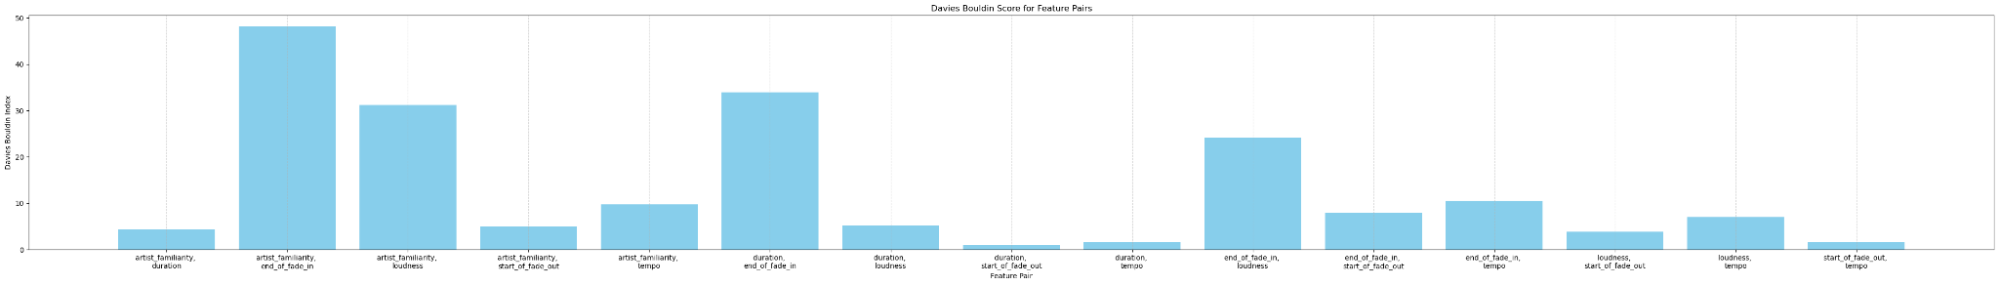 Davies Bouldin Score for Feature Pairs
Davies Bouldin Index
50
40
30
20
10
0
artist_familiarity,
duration
artist_familiarity,
end_of_fade_in
artist_familiarity,
loudness
artist_familiarity,
start_of_fade_out
artist_familiarity,
tempo
duration,
end_of_fade_in
duration,
loudness
duration,
start_of_fade_out
duration,
tempo
end_of_fade_in,
loudness
end_of_fade_in,
start_of_fade_out
end_of_fade_in,
tempo
loudness,
start_of_fade_out
loudness,
tempo
start_of_fade_out,
tempo
Feature Pair